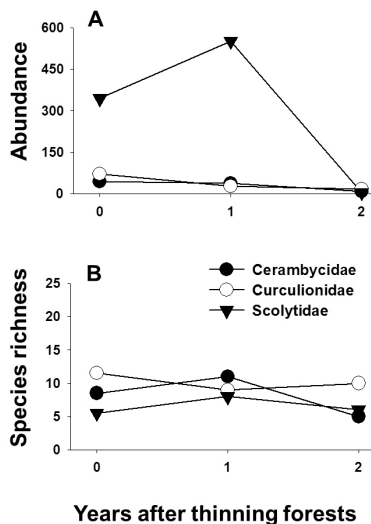 A
Abundance
600
450
300
150
0
0 1 2
B
Species richness
25
20
15
10
5
0
Cerambycidae
Curculionidae
Scolytidae
0 1 2
Years after thinning forests